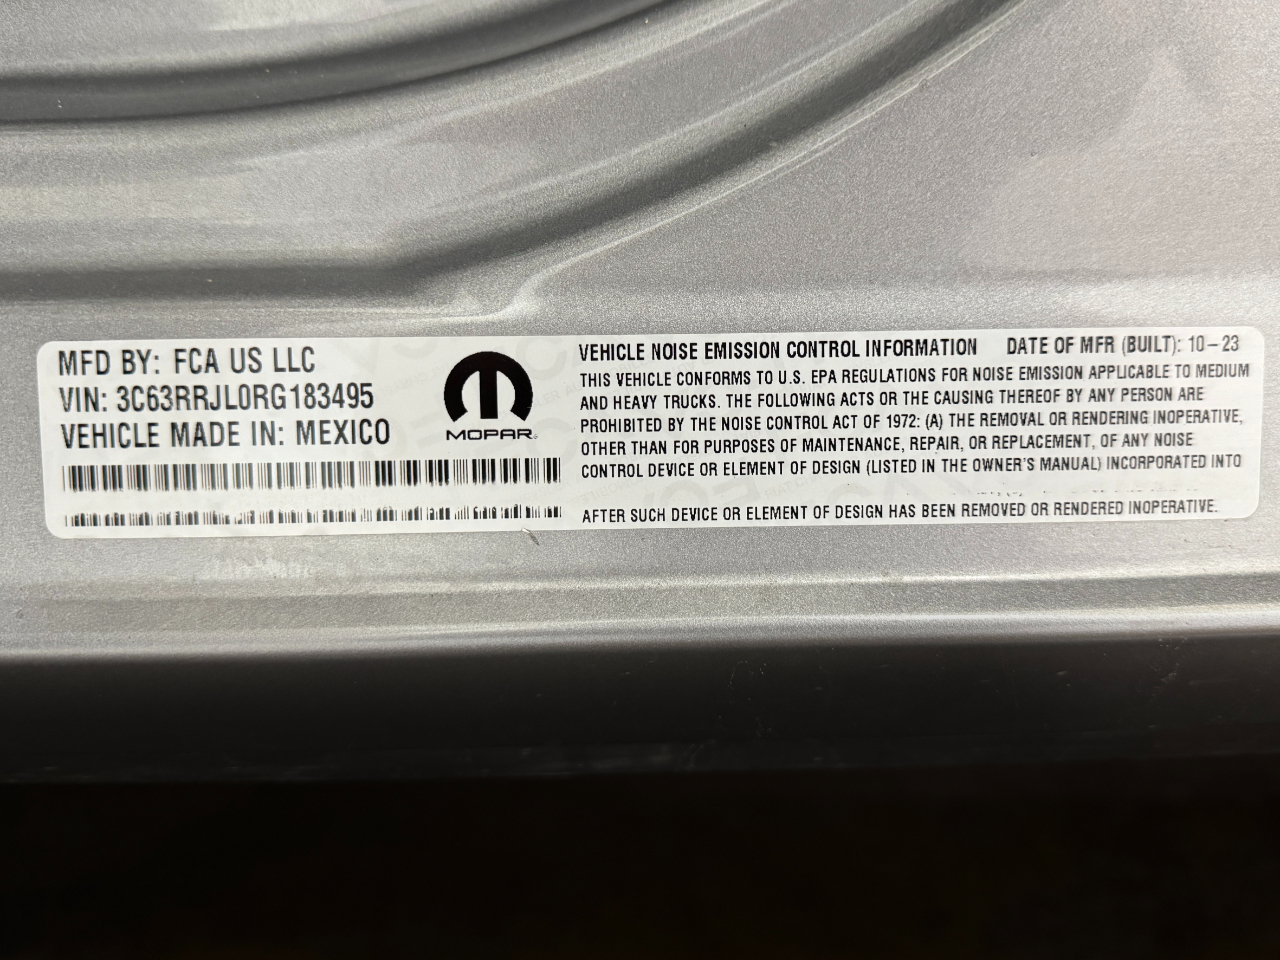 MFD BY: FCA US LLC
VIN: 3C63RRJL0RG183495
VEHICLE MADE IN: MEXICO
MOPAR
VEHICLE NOISE EMISSION CONTROL INFORMATION DATE OF MFR (BUILT): 10-23
THIS VEHICLE CONFORMS TO U.S. EPA REGULATIONS FOR NOISE EMISSION APPLICABLE TO MEDIUM
AND HEAVY TRUCKS. THE FOLLOWING ACTS OR THE CAUSING THEREOF BY ANY PERSON ARE
PROHIBITED BY THE NOISE CONTROL ACT OF 1972: (A) THE REMOVAL OR RENDERING INOPERATIVE,
OTHER THAN FOR PURPOSES OF MAINTENANCE, REPAIR, OR REPLACEMENT, OF ANY NOISE
CONTROL DEVICE OR ELEMENT OF DESIGN (LISTED IN THE OWNER'S MANUAL) INCORPORATED INTO
AFTER SUCH DEVICE OR ELEMENT OF DESIGN HAS BEEN REMOVED OR RENDERED INOPERATIVE.